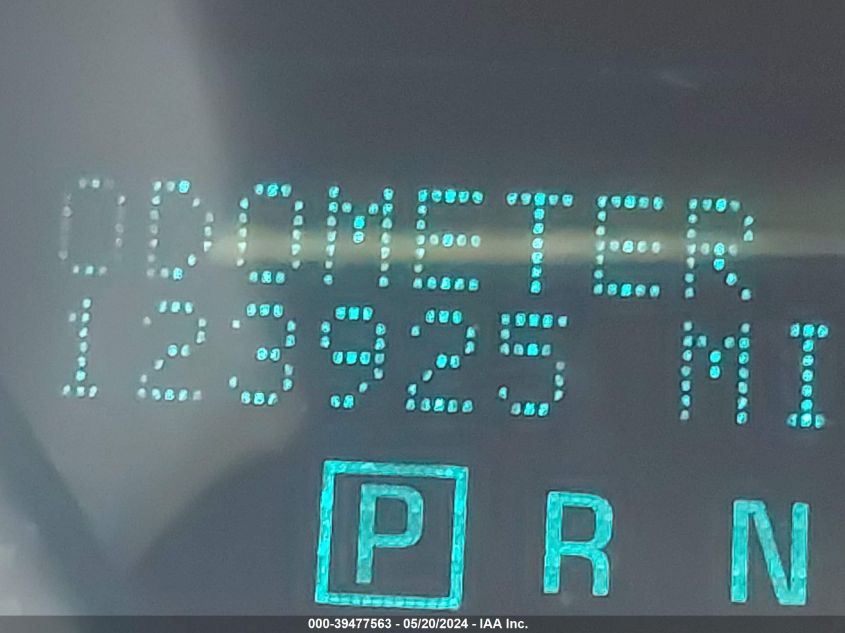 ODOMETER
123925 MI
P R N
000-39477563 - 05/20/2024 - IAA Inc.